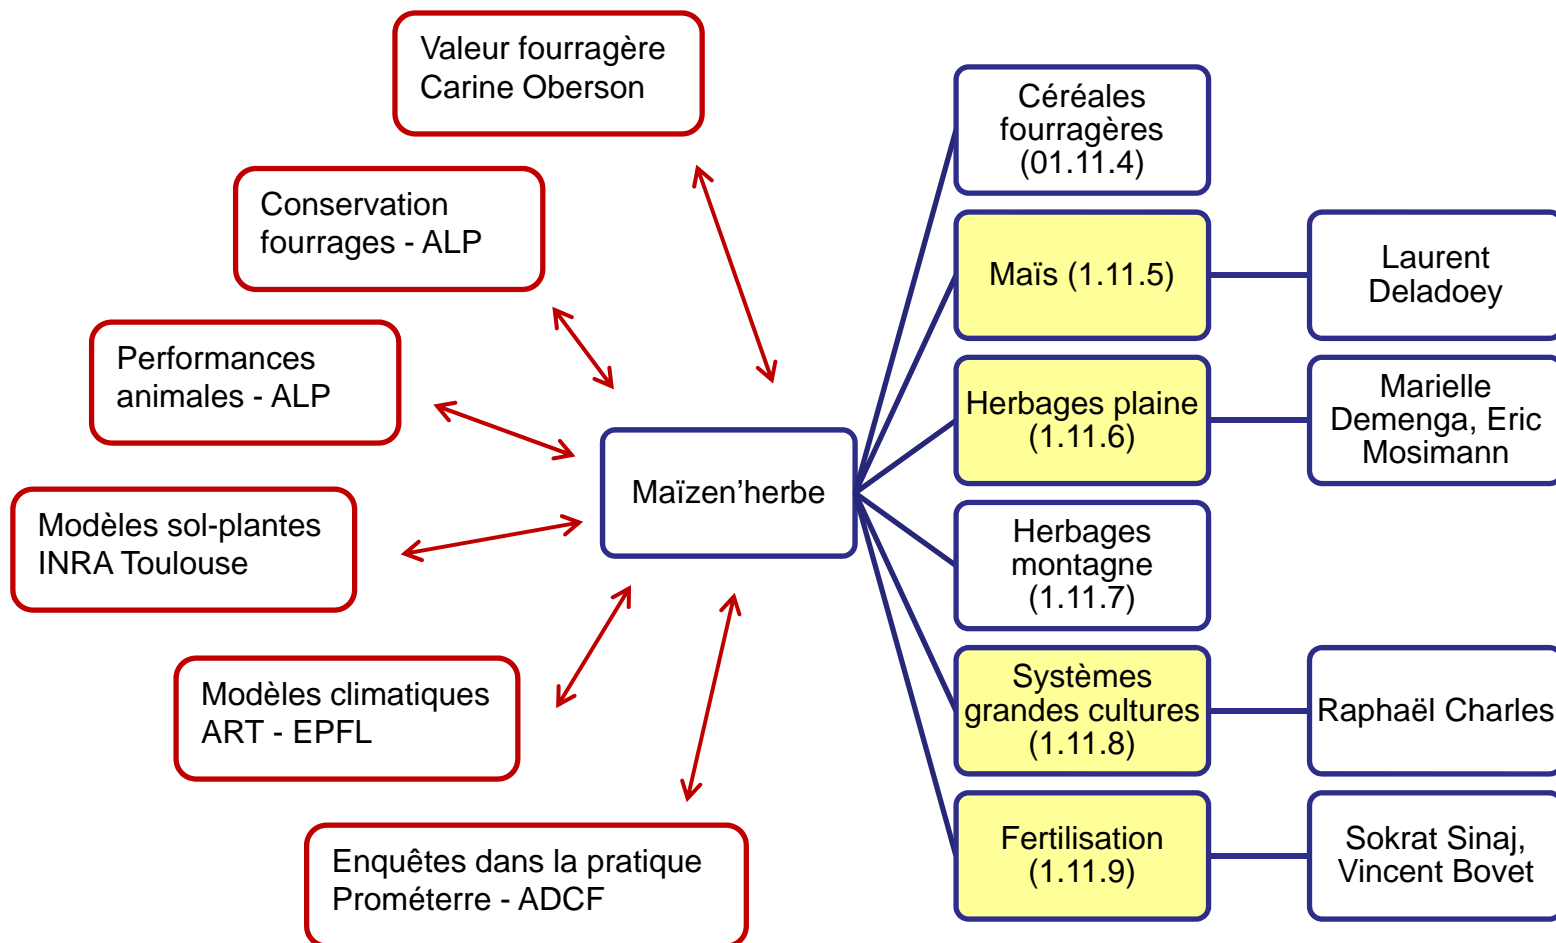 Valeur fourragère
Carine Oberson
Conservation
fourrages - ALP
Performances
animales - ALP
Modèles sol-plantes
INRA Toulouse
Modèles climatiques
ART - EPFL
Enquêtes dans la pratique
Prométerre - ADCF
Maïzen’herbe
Céréales
fourragères
(01.11.4)
Maïs (1.11.5)
Laurent
Deladoey
Herbages plaine
(1.11.6)
Marielle
Demenga, Eric
Mosimann
Herbages
montagne
(1.11.7)
Systèmes
grandes cultures
(1.11.8)
Raphaël Charles
Fertilisation
(1.11.9)
Sokrat Sinaj,
Vincent Bovet